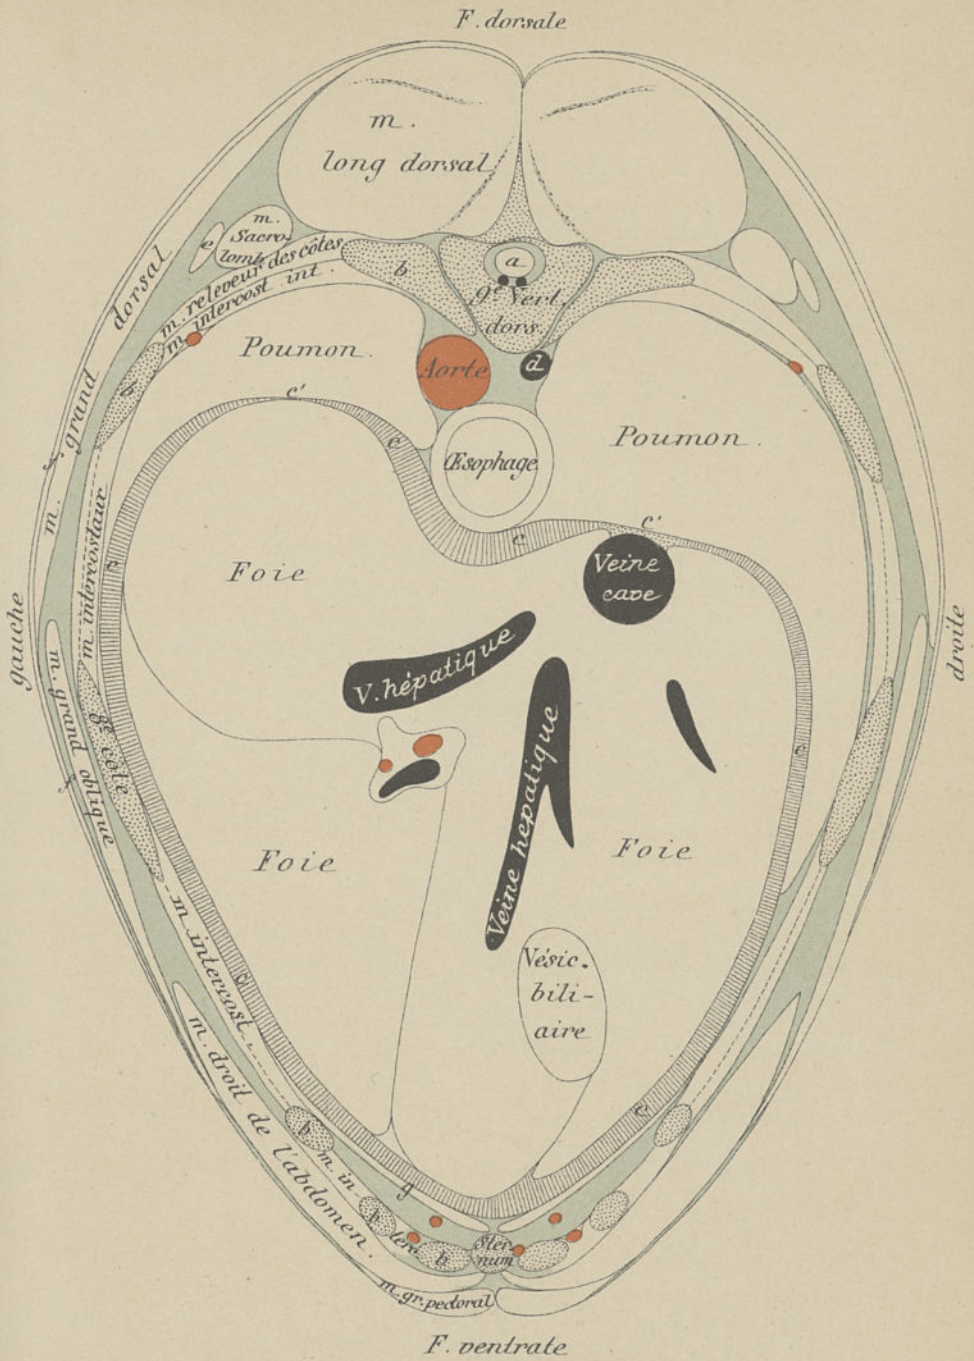 F. dorsale
m.
long dorsal
m.
Sacro-
lomb.
e
m. releveur des côtes
m. intercost int.
b
a
9e Vert.
dors.
m. grand dorsal
Poumon.
Aorte
d
b
c'
c
Œsophage
Poumon.
c
c'
m. intercostaux
c
Foie
Veine
cave
gauche
droite
V. hépatique
m. grand oblique
8e côte
Veine hépatique
c
Foie
Foie
m. intercost.
c
Vésic.
bili-
aire
m. droit de l'abdomen.
b
c
m. in-
g
b
terc.
b
Ster
num
m. gr. pectoral
F. ventrale